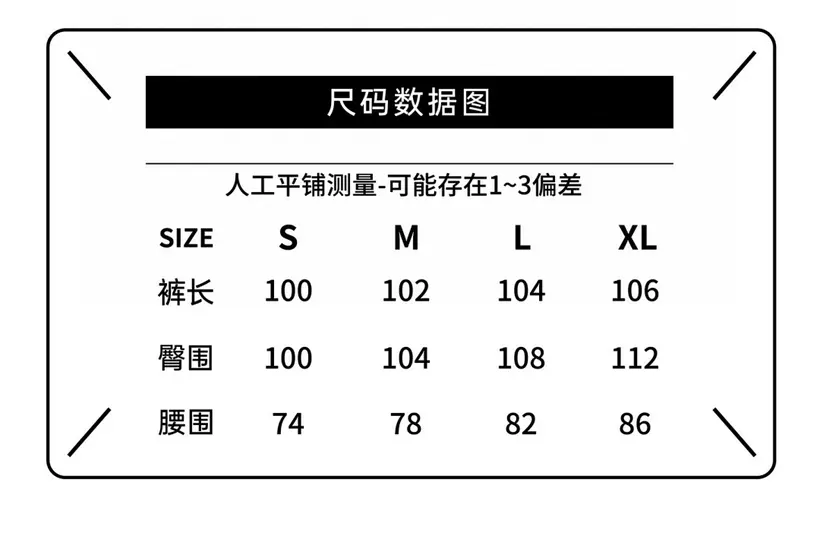 尺码数据图
人工平铺测量-可能存在1~3偏差
SIZE S M L XL
裤长 100 102 104 106
臀围 100 104 108 112
腰围 74 78 82 86